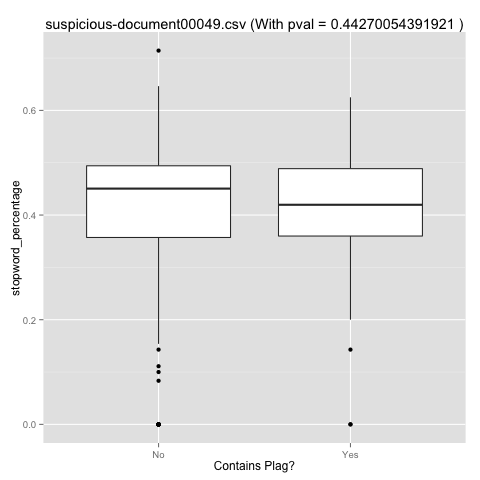 suspicious-document00049.csv (With pval = 0.44270054391921 )
stopword_percentage
0.6
0.4
0.2
0.0
No Yes
Contains Plag?